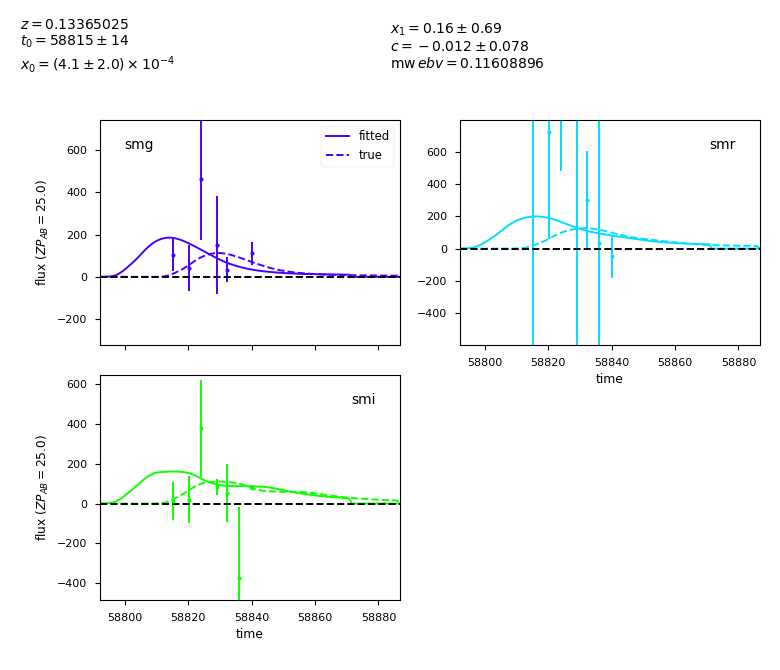 z = 0.13365025
t₀ = 58815 ± 14
x₀ = (4.1 ± 2.0) × 10⁻⁴
x₁ = 0.16 ± 0.69
c = −0.012 ± 0.078
mw ebv = 0.11608896
smg
fitted
true
flux (ZP_AB = 25.0)
600
400
200
0
−200
smr
600
400
200
0
−200
−400
58800 58820 58840 58860 58880
time
smi
flux (ZP_AB = 25.0)
600
400
200
0
−200
−400
58800 58820 58840 58860 58880
time